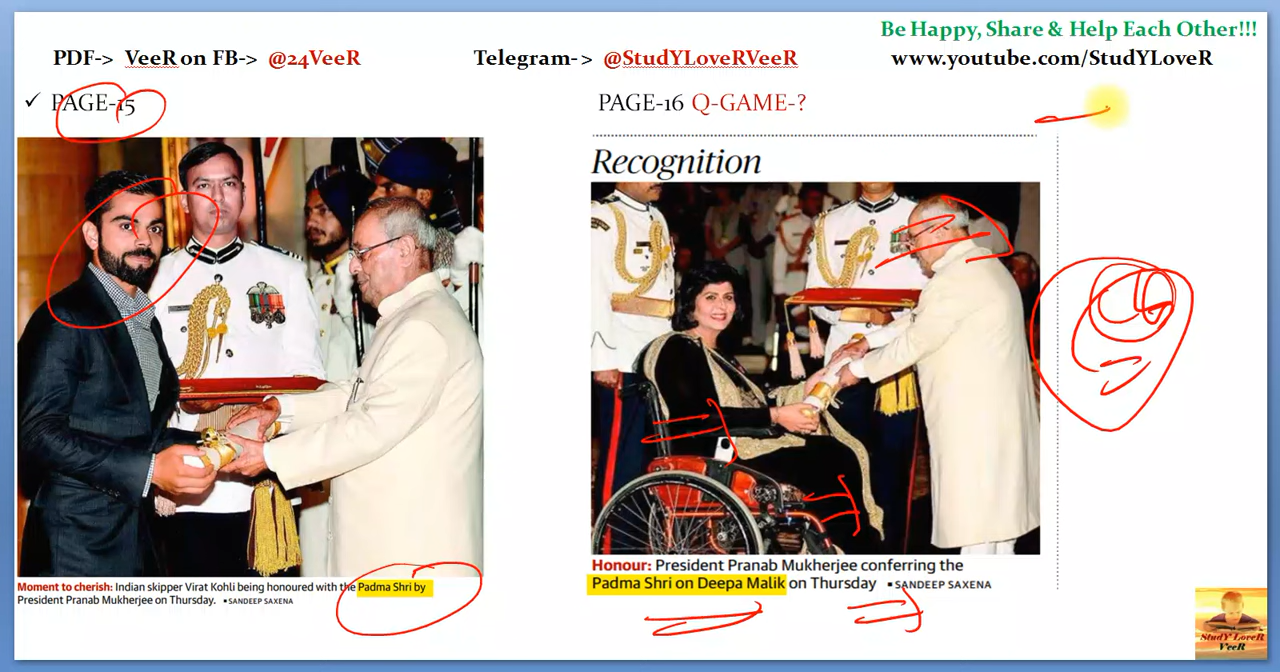 Be Happy, Share & Help Each Other!!!
PDF-> VeeR on FB-> @24VeeR Telegram- > @StudYLoveRVeeR www.youtube.com/StudYLoveR
✓ PAGE-15
PAGE-16 Q-GAME-?
Recognition
Moment to cherish: Indian skipper Virat Kohli being honoured with the Padma Shri by
President Pranab Mukherjee on Thursday. ▪ SANDEEP SAXENA
Honour: President Pranab Mukherjee conferring the
Padma Shri on Deepa Malik on Thursday ▪ SANDEEP SAXENA
StudY LoveR
VeeR